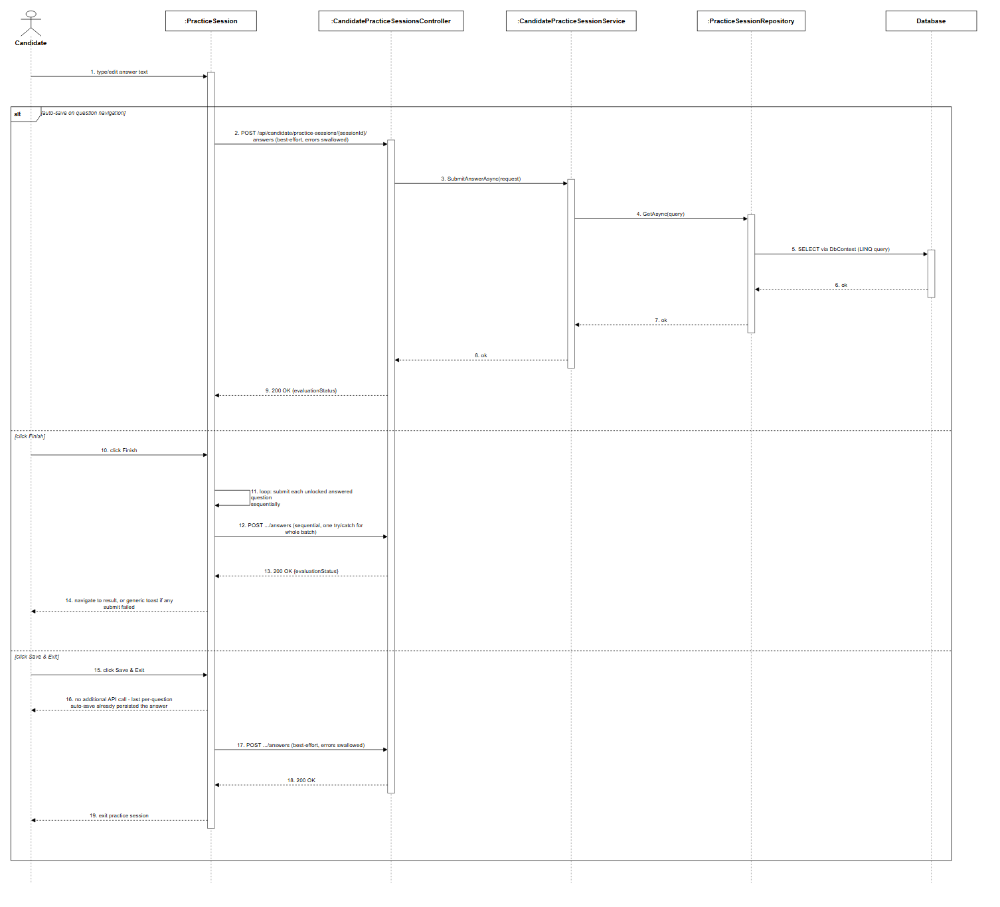 :PracticeSession
:CandidatePracticeSessionsController
:CandidatePracticeSessionService
:PracticeSessionRepository
Database
Candidate
1. type/edit answer text
alt
[auto-save on question navigation]
2. POST /api/candidate/practice-sessions/{sessionId}/
answers (best-effort, errors swallowed)
3. SubmitAnswerAsync(request)
4. GetAsync(query)
5. SELECT via DbContext (LINQ query)
6. ok
7. ok
8. ok
9. 200 OK {evaluationStatus}
[click Finish]
10. click Finish
11. loop: submit each unlocked answered
question
sequentially
12. POST .../answers (sequential, one try/catch for
whole batch)
13. 200 OK {evaluationStatus}
14. navigate to result, or generic toast if any
submit failed
[click Save & Exit]
15. click Save & Exit
16. no additional API call - last per-question
auto-save already persisted the answer
17. POST .../answers (best-effort, errors swallowed)
18. 200 OK
19. exit practice session